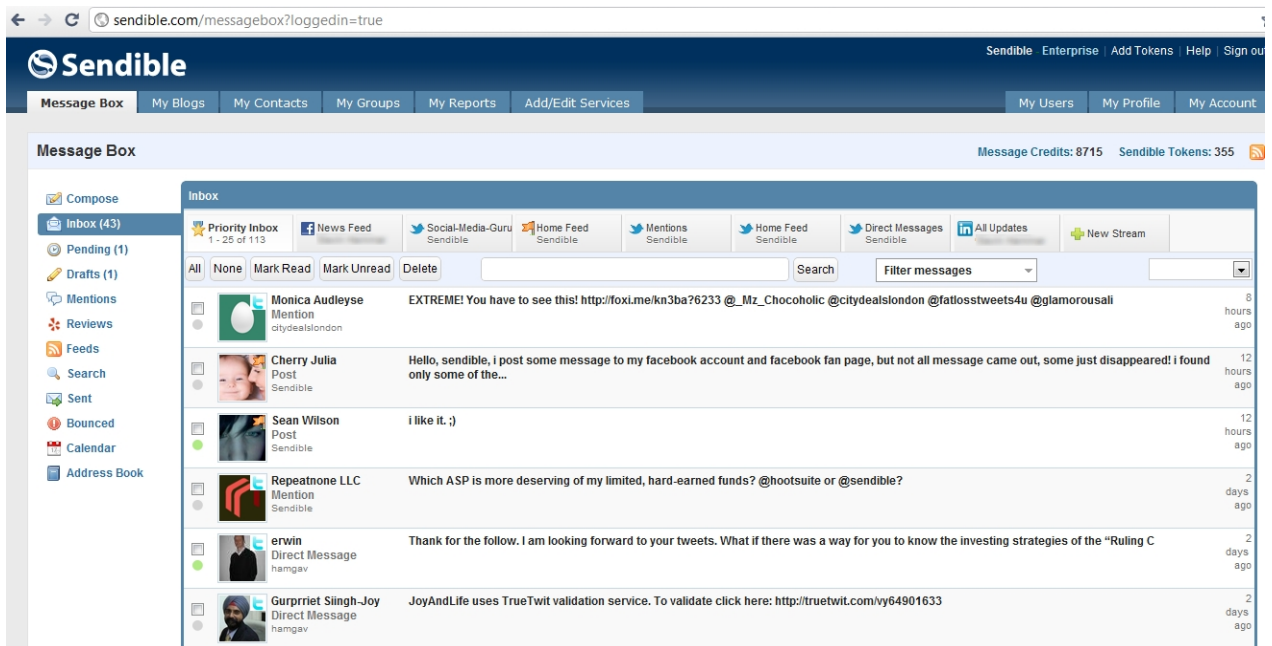 sendible.com/messagebox?loggedin=true
Sendible Enterprise | Add Tokens | Help | Sign out
Sendible
Message Box My Blogs My Contacts My Groups My Reports Add/Edit Services My Users My Profile My Account
Message Box Message Credits: 8715 Sendible Tokens: 355
Compose
Inbox (43)
Pending (1)
Drafts (1)
Mentions
Reviews
Feeds
Search
Sent
Bounced
Calendar
Address Book
Inbox
Priority Inbox News Feed Social-Media-Guru Home Feed Mentions Home Feed Direct Messages All Updates New Stream
1 - 25 of 113 Sendible Sendible Sendible Sendible Sendible
All None Mark Read Mark Unread Delete Search Filter messages
Monica Audleyse EXTREME! You have to see this! http://foxi.me/kn3ba?6233 @_Mz_Chocoholic @citydealslondon @fatlosstweets4u @glamorousali 8
Mention hours
citydealslondon ago
Cherry Julia Hello, sendible, i post some message to my facebook account and facebook fan page, but not all message came out, some just disappeared! i found 12
Post only some of the... hours
Sendible ago
Sean Wilson i like it. ;) 12
Post hours
Sendible ago
Repeatnone LLC Which ASP is more deserving of my limited, hard-earned funds? @hootsuite or @sendible? 2
Mention days
Sendible ago
erwin Thank for the follow. I am looking forward to your tweets. What if there was a way for you to know the investing strategies of the “Ruling C 2
Direct Message days
hamgav ago
Gurprriet Siingh-Joy JoyAndLife uses TrueTwit validation service. To validate click here: http://truetwit.com/vy64901633 2
Direct Message days
hamgav ago